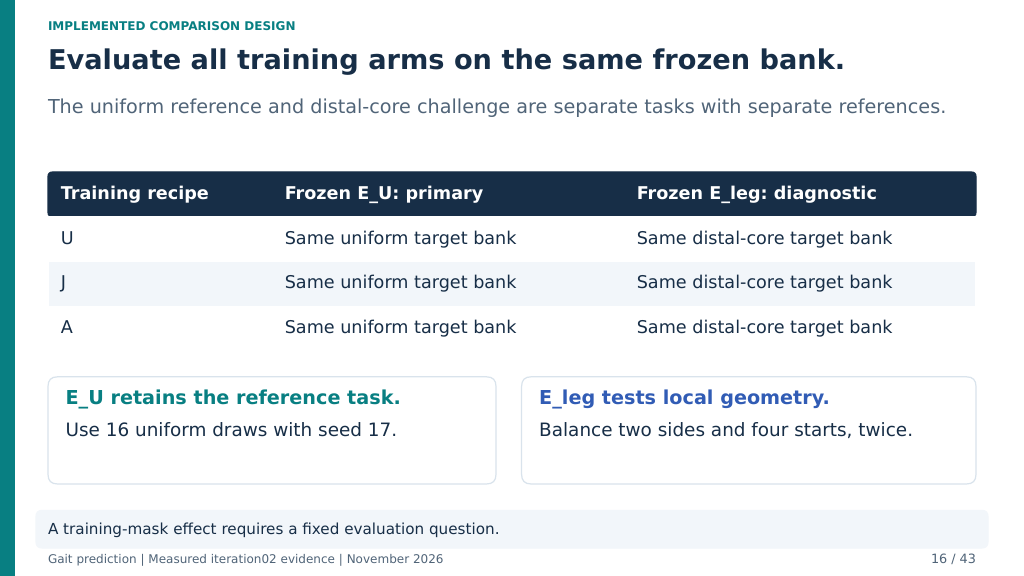 IMPLEMENTED COMPARISON DESIGN
Evaluate all training arms on the same frozen bank.
The uniform reference and distal-core challenge are separate tasks with separate references.
Training recipe Frozen E_U: primary Frozen E_leg: diagnostic
U Same uniform target bank Same distal-core target bank
J Same uniform target bank Same distal-core target bank
A Same uniform target bank Same distal-core target bank
E_U retains the reference task.
Use 16 uniform draws with seed 17.
E_leg tests local geometry.
Balance two sides and four starts, twice.
A training-mask effect requires a fixed evaluation question.
Gait prediction | Measured iteration02 evidence | November 2026 16 / 43